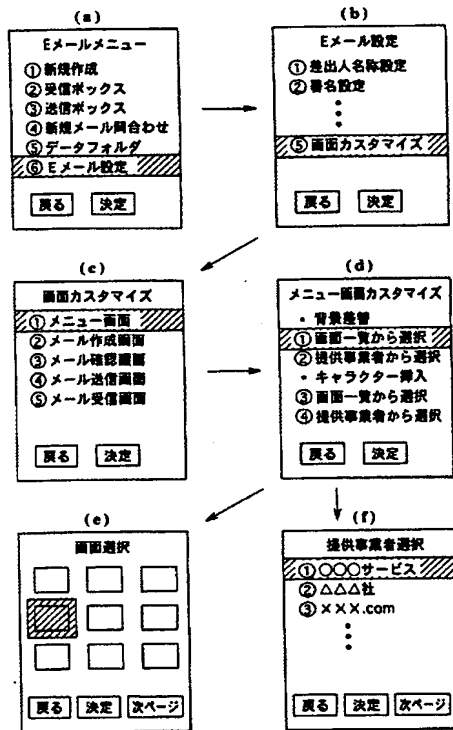 (a)
Eメールメニュー
①新規作成
②受信ボックス
③送信ボックス
④新規メール問合わせ
⑤データフォルダ
⑥Eメール設定
戻る 決定
(b)
Eメール設定
①差出人名称設定
②署名設定
⑤画面カスタマイズ
戻る 決定
(c)
画面カスタマイズ
①メニュー画面
②メール作成画面
③メール確認画面
④メール送信画面
⑤メール受信画面
戻る 決定
(d)
メニュー画面カスタマイズ
・背景差替
①画面一覧から選択
②提供事業者から選択
・キャラクター挿入
③画面一覧から選択
④提供事業者から選択
戻る 決定
(e)
画面選択
戻る 決定 次ページ
(f)
提供事業者選択
①○○○サービス
②△△△社
③×××.com
戻る 決定 次ページ